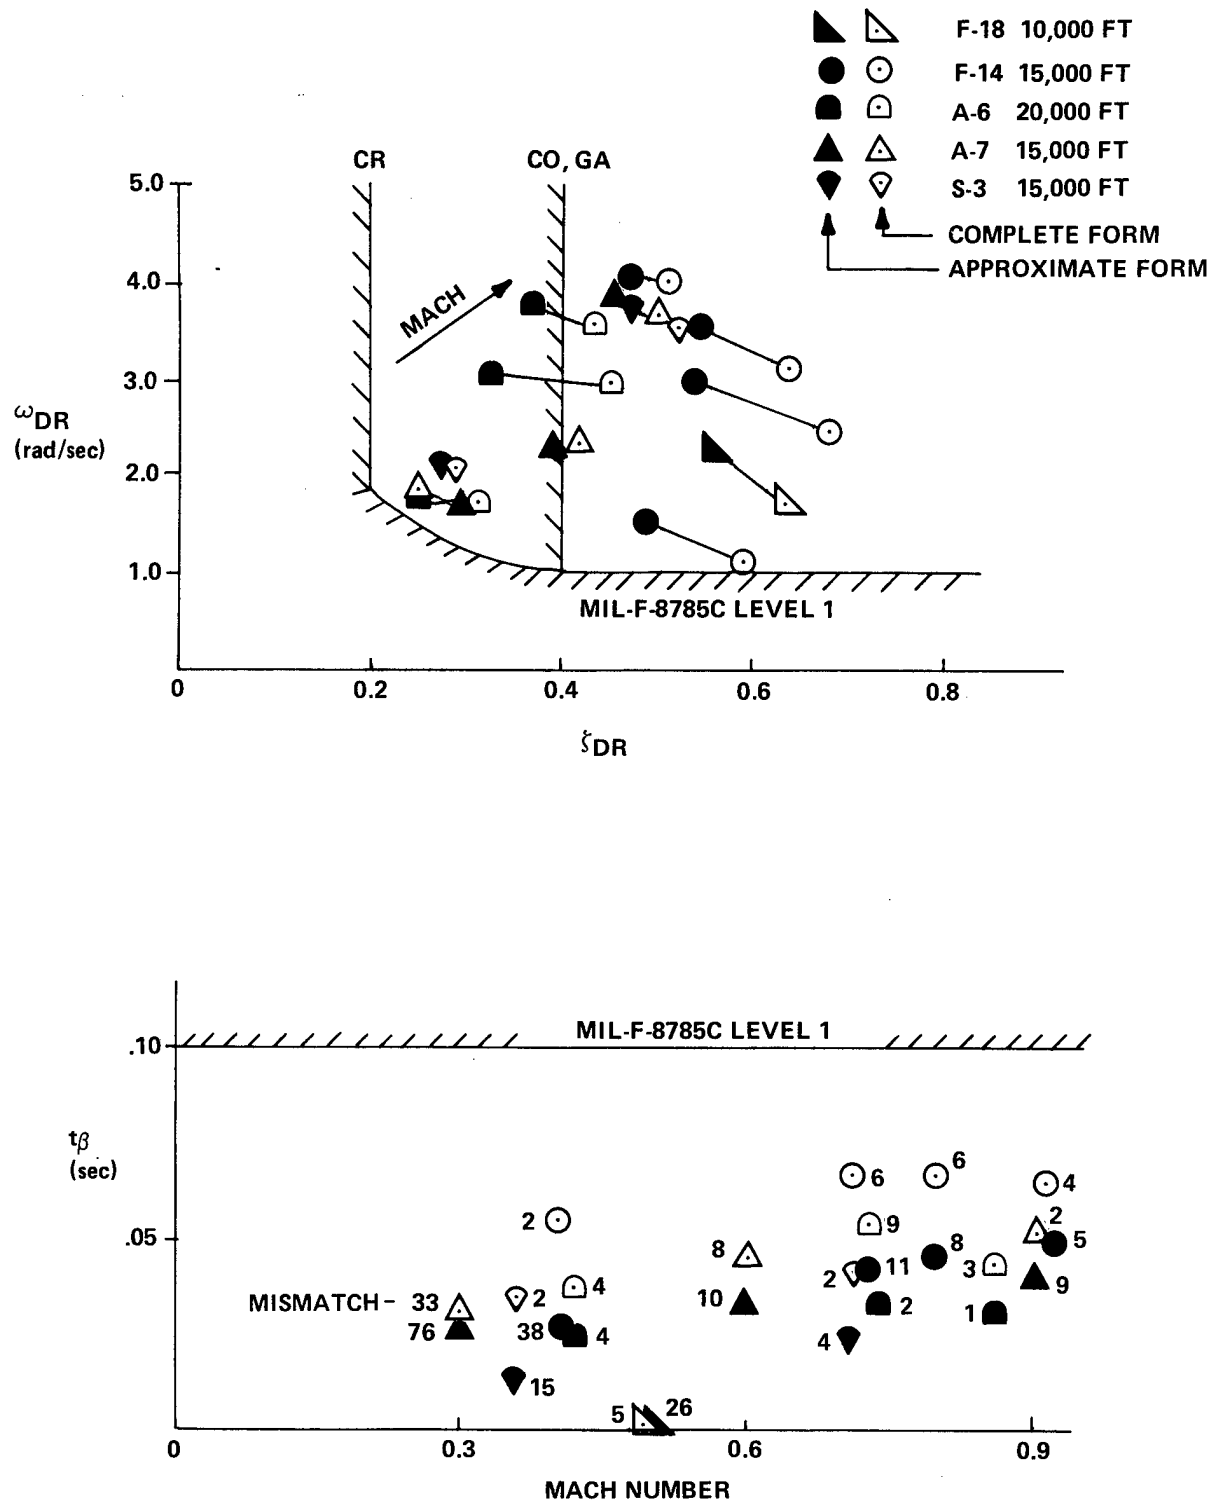 F-18 10,000 FT
F-14 15,000 FT
A-6 20,000 FT
A-7 15,000 FT
S-3 15,000 FT
COMPLETE FORM
APPROXIMATE FORM
CR
CO, GA
5.0
4.0
3.0
2.0
1.0
MACH
ωDR
(rad/sec)
MIL-F-8785C LEVEL 1
0
0.2
0.4
0.6
0.8
ζDR
MIL-F-8785C LEVEL 1
.10
tβ
(sec)
.05
6
6
4
2
9
2
5
8
8
11
3
2
9
4
2
10
2
1
MISMATCH- 33
76
38
4
4
15
5
26
0
0.3
0.6
0.9
MACH NUMBER